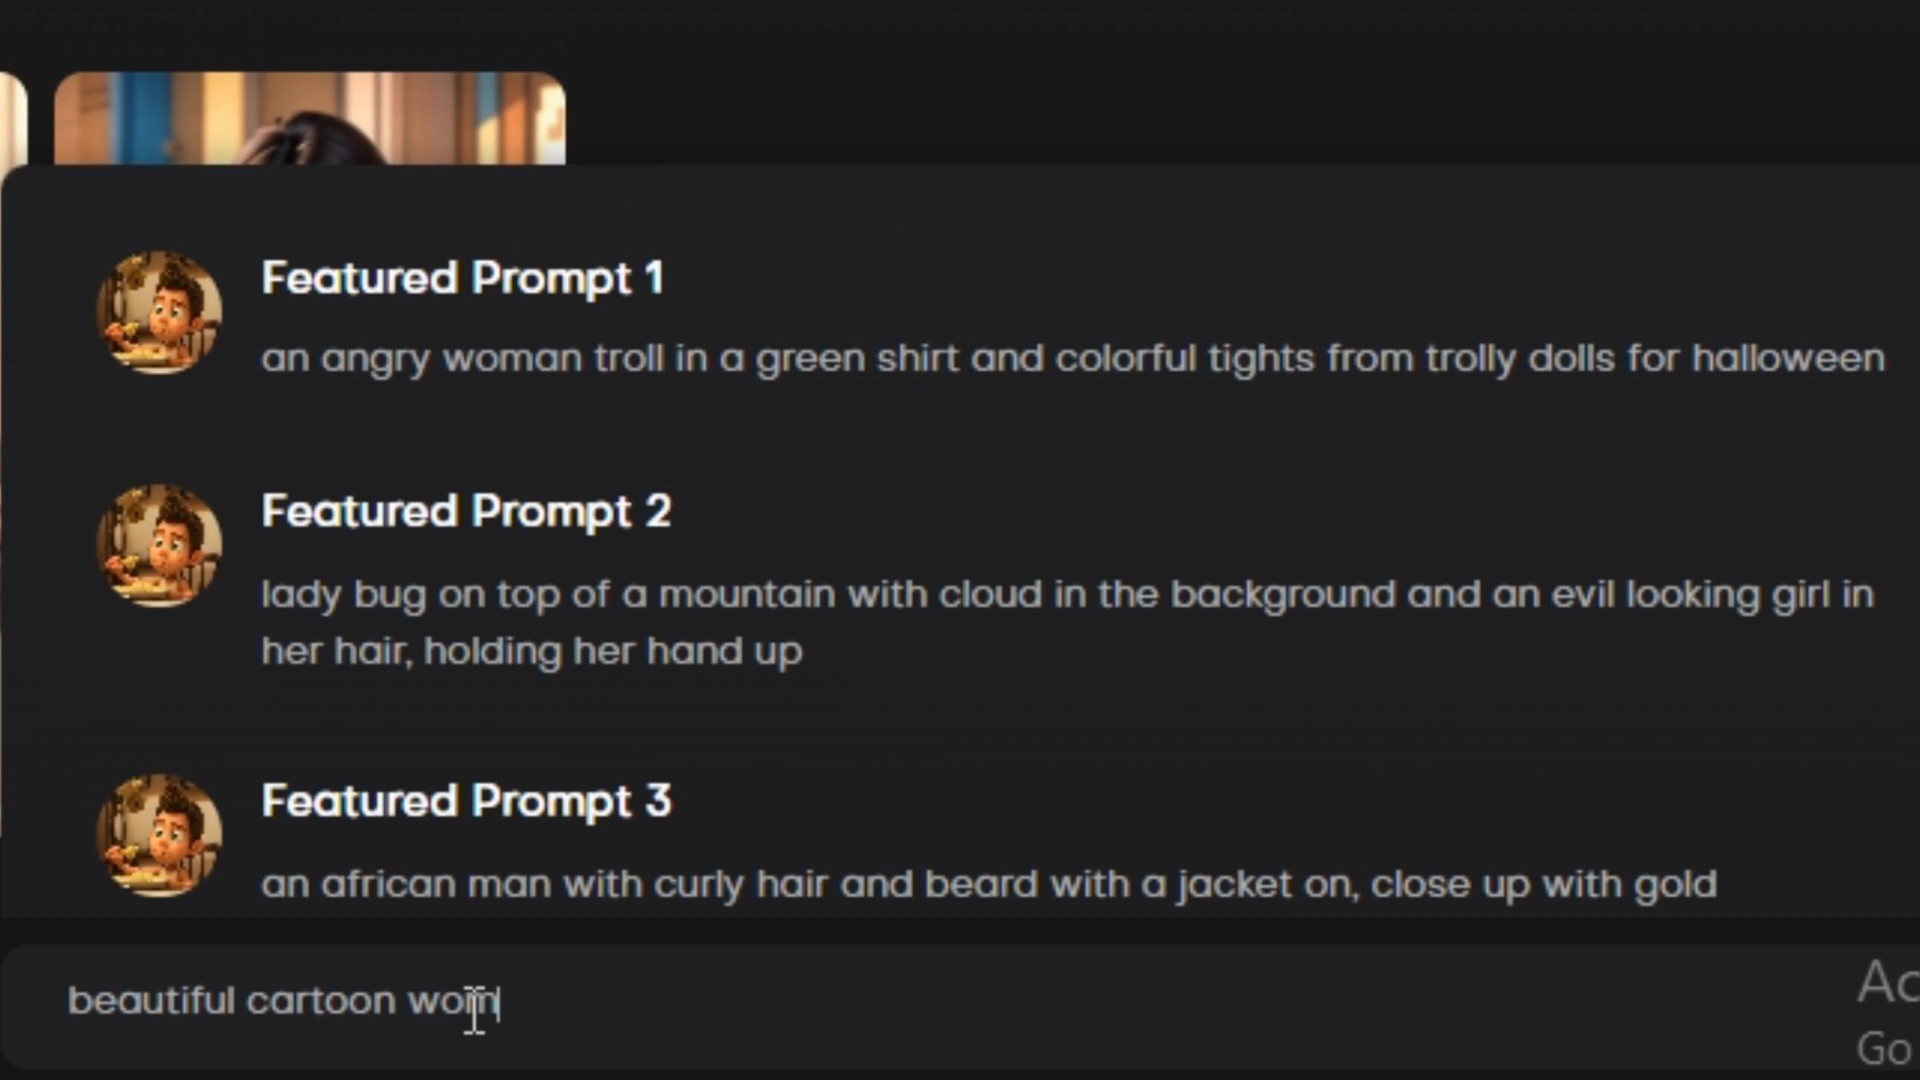 Featured Prompt 1
an angry woman troll in a green shirt and colorful tights from trolly dolls for halloween
Featured Prompt 2
lady bug on top of a mountain with cloud in the background and an evil looking girl in
her hair, holding her hand up
Featured Prompt 3
an african man with curly hair and beard with a jacket on, close up with gold
beautiful cartoon wom
Ac
Go